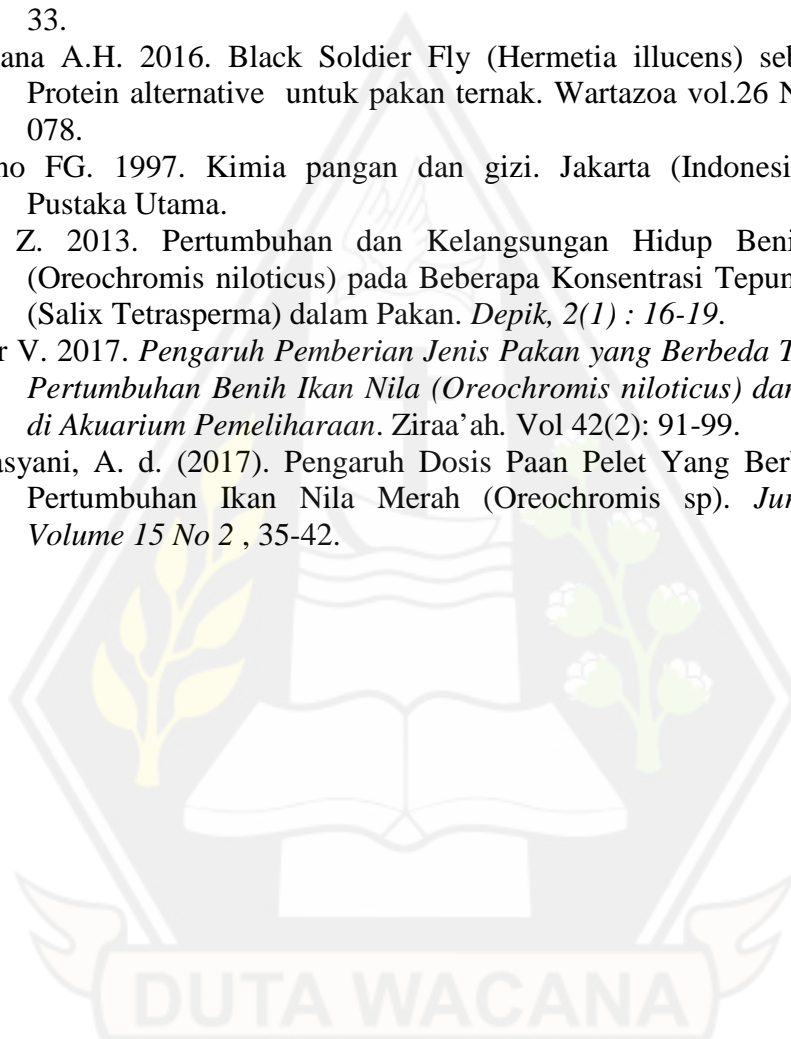 33.
ana A.H. 2016. Black Soldier Fly (Hermetia illucens) seb
Protein alternative untuk pakan ternak. Wartazoa vol.26 N
078.
no FG. 1997. Kimia pangan dan gizi. Jakarta (Indonesi
Pustaka Utama.
Z. 2013. Pertumbuhan dan Kelangsungan Hidup Beni
(Oreochromis niloticus) pada Beberapa Konsentrasi Tepun
(Salix Tetrasperma) dalam Pakan. Depik, 2(1) : 16-19.
r V. 2017. Pengaruh Pemberian Jenis Pakan yang Berbeda T
Pertumbuhan Benih Ikan Nila (Oreochromis niloticus) dan
di Akuarium Pemeliharaan. Ziraa’ah. Vol 42(2): 91-99.
asyani, A. d. (2017). Pengaruh Dosis Paan Pelet Yang Berb
Pertumbuhan Ikan Nila Merah (Oreochromis sp). Jur
Volume 15 No 2 , 35-42.
DUTA WACANA